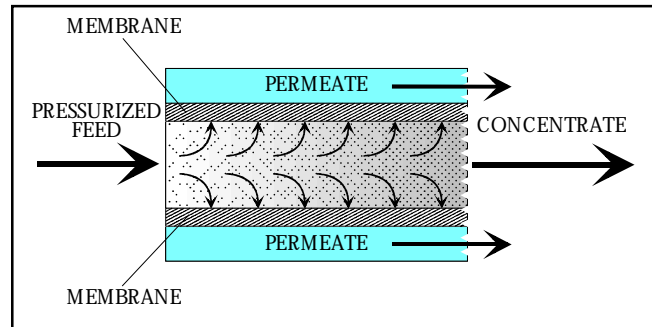 MEMBRANE
PERMEATE
PRESSURIZED
FEED
CONCENTRATE
PERMEATE
MEMBRANE